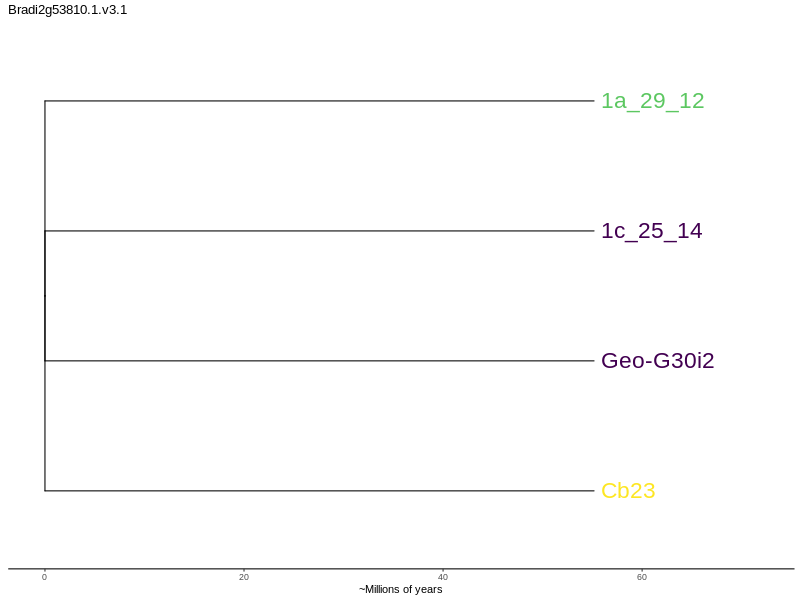 Bradi2g53810.1.v3.1
1a_29_12
1c_25_14
Geo-G30i2
Cb23
0 20 40 60
~Millions of years